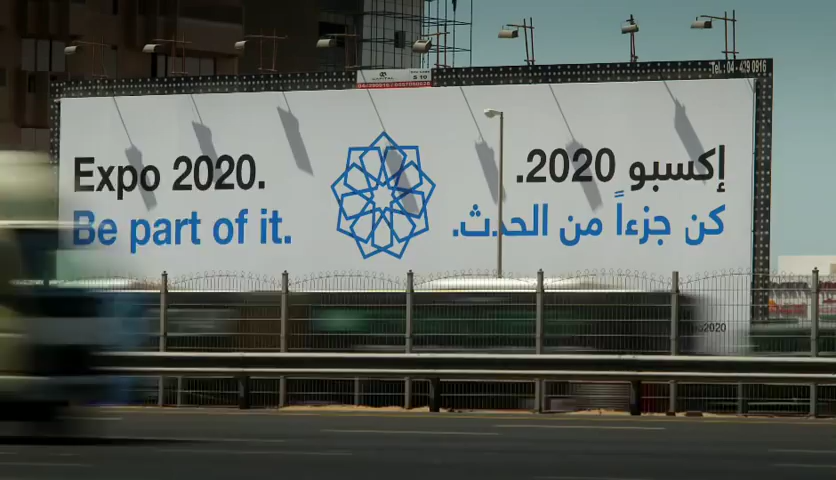 Tel.: 04 - 429 0916
Expo 2020.
Be part of it.
إكسبو 2020.
كن جزءاً من الحدث.